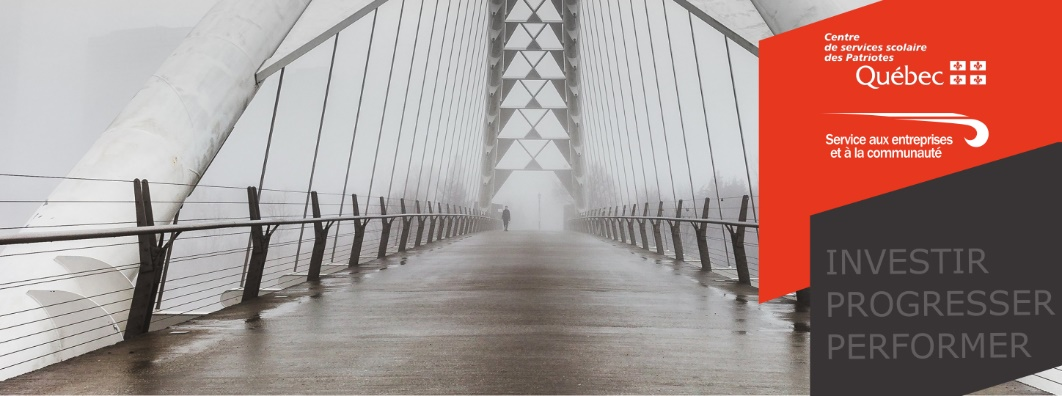 Centre
de services scolaire
des Patriotes
Québec
Service aux entreprises
et à la communauté
INVESTIR
PROGRESSER
PERFORMER